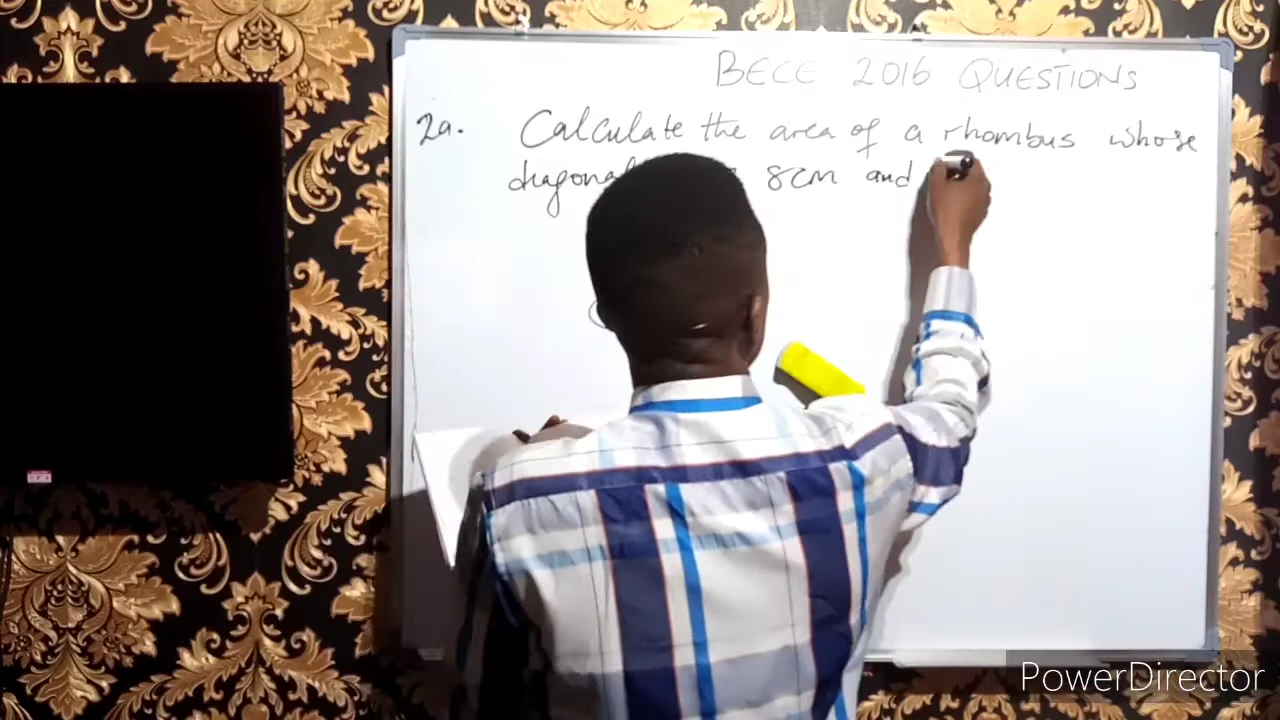 BECE 2016 QUESTIONS
2a. Calculate the area of a rhombus whose
8cm and
PowerDirector